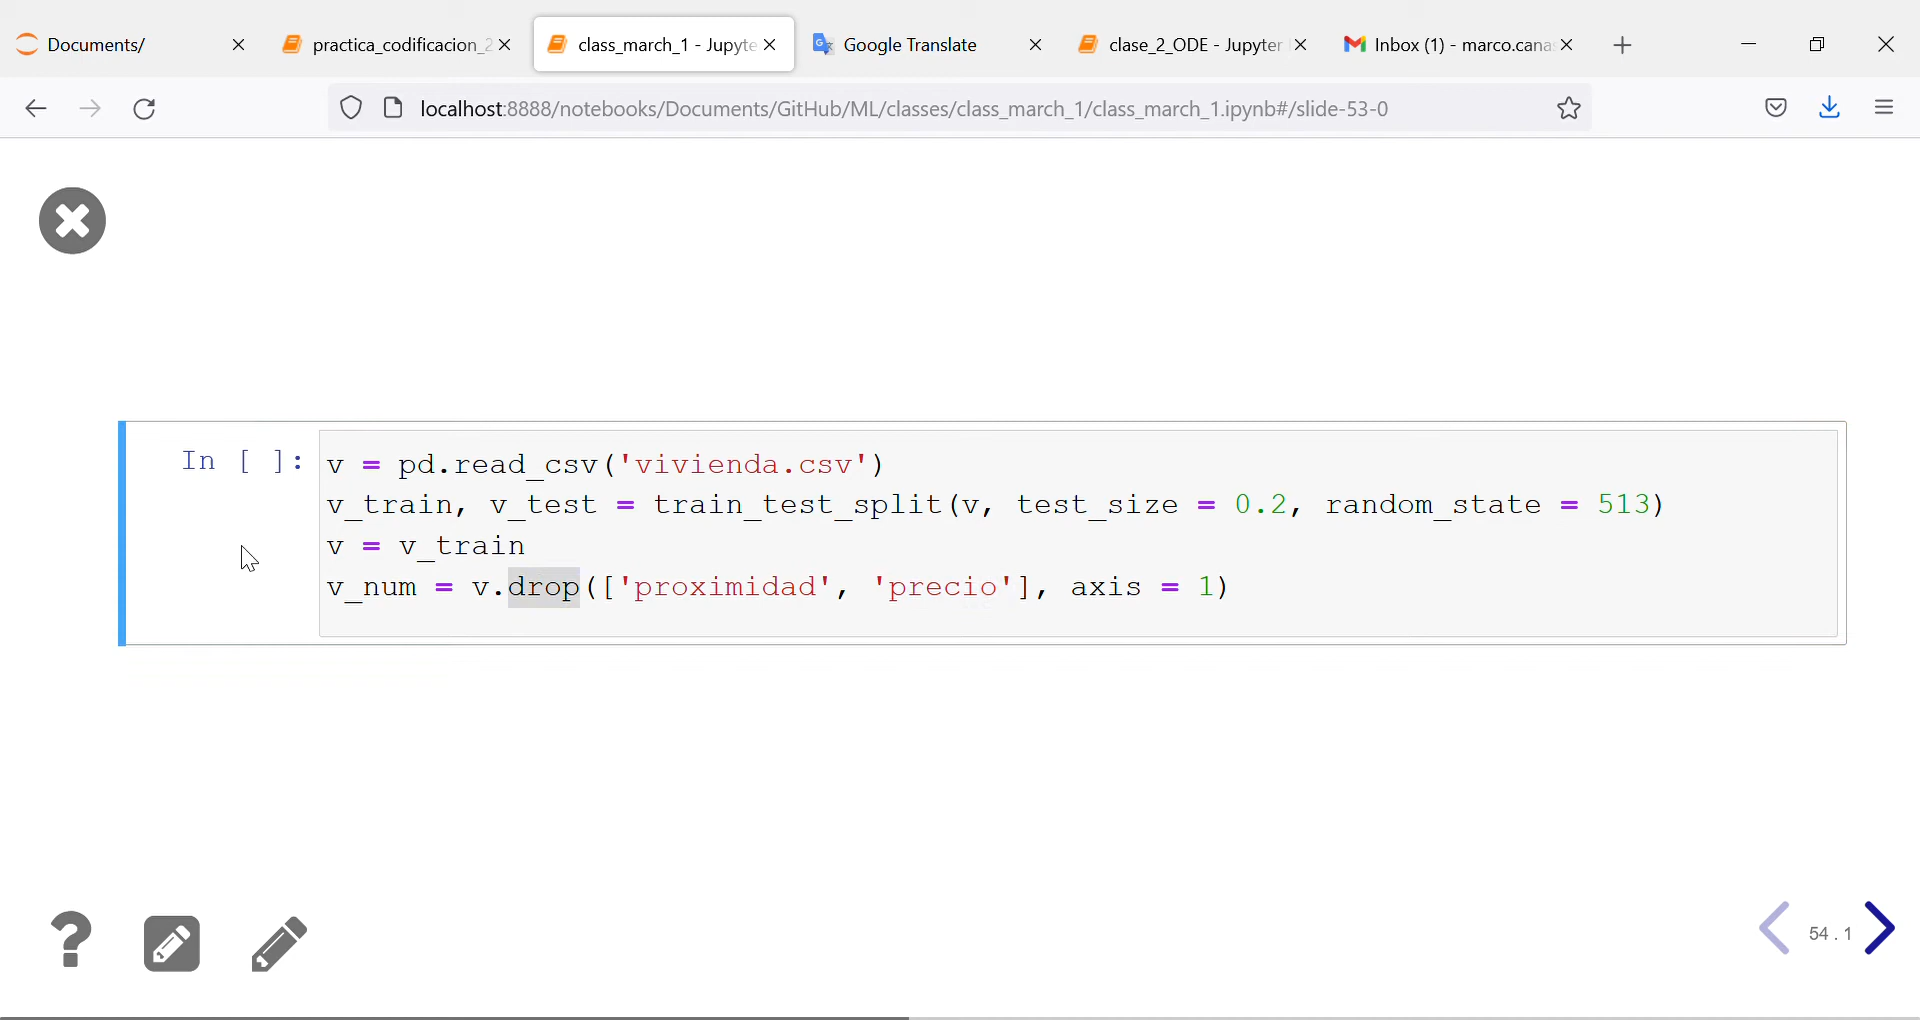 Documents/
practica_codificacion_2
class_march_1 - Jupyte
Google Translate
clase_2_ODE - Jupyter
Inbox (1) - marco.cana
localhost:8888/notebooks/Documents/GitHub/ML/classes/class_march_1/class_march_1.ipynb#/slide-53-0
In [ ]:
v = pd.read_csv('vivienda.csv')
v_train, v_test = train_test_split(v, test_size = 0.2, random_state = 513)
v = v_train
v_num = v.drop(['proximidad', 'precio'], axis = 1)
54 . 1